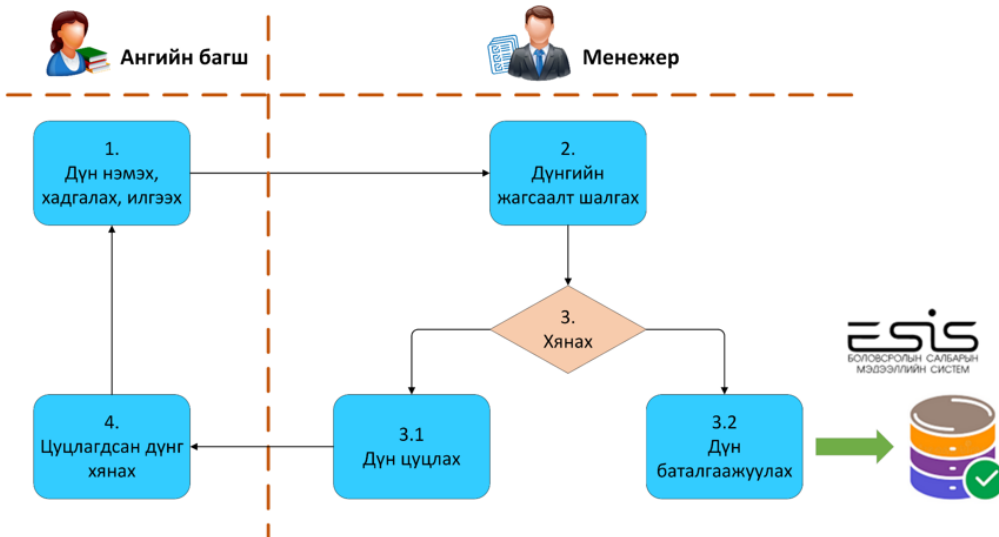 Ангийн багш
Менежер
1.
Дүн нэмэх,
хадгалах, илгээх
2.
Дүнгийн
жагсаалт шалгах
3.
Хянах
ESIS
БОЛОВСРОЛЫН САЛБАРЫН
МЭДЭЭЛЛИЙН СИСТЕМ
4.
Цуцлагдсан дүнг
хянах
3.1
Дүн цуцлах
3.2
Дүн
баталгаажуулах